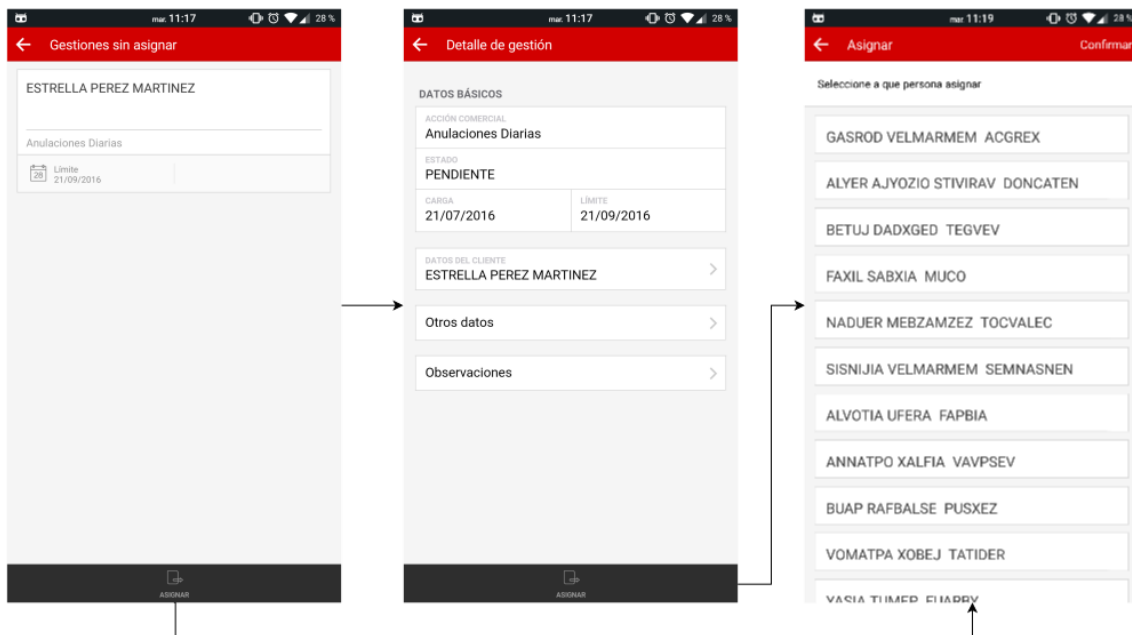 mar. 11:17
28 %
Gestiones sin asignar
ESTRELLA PEREZ MARTINEZ
Anulaciones Diarias
28
Límite
21/09/2016
ASIGNAR
mar. 11:17
28 %
Detalle de gestión
DATOS BÁSICOS
ACCIÓN COMERCIAL
Anulaciones Diarias
ESTADO
PENDIENTE
CARGA
21/07/2016
LÍMITE
21/09/2016
DATOS DEL CLIENTE
ESTRELLA PEREZ MARTINEZ
Otros datos
Observaciones
ASIGNAR
mar. 11:19
28 %
Asignar
Confirmar
Seleccione a que persona asignar
GASROD VELMARMEM ACGREX
ALYER AJYOZIO STIVIRAV DONCATEN
BETUJ DADXGED TEGVEV
FAXIL SABXIA MUCO
NADUER MEBZAMZEZ TOCVALEC
SISNIJIA VELMARMEM SEMNASNEN
ALVOTIA UFERA FAPBIA
ANNATPO XALFIA VAVPSEV
BUAP RAFBALSE PUSXEZ
VOMATPA XOBEJ TATIDER
YASIA TUMEP